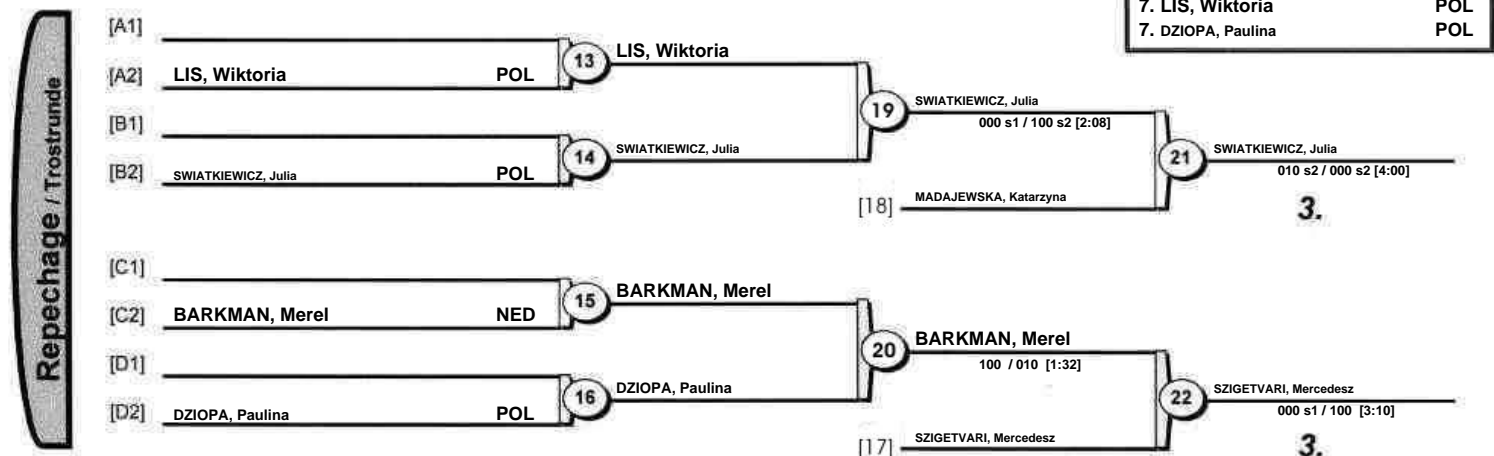 7. LIS, Wiktoria POL
7. DZIOPA, Paulina POL
Repechage / Trostrunde
[A1]
[A2] LIS, Wiktoria POL
13 LIS, Wiktoria
[B1]
[B2] SWIATKIEWICZ, Julia POL
14 SWIATKIEWICZ, Julia
19 SWIATKIEWICZ, Julia
000 s1 / 100 s2 [2:08]
[18] MADAJEWSKA, Katarzyna
21 SWIATKIEWICZ, Julia
010 s2 / 000 s2 [4:00]
3.
[C1]
[C2] BARKMAN, Merel NED
15 BARKMAN, Merel
[D1]
[D2] DZIOPA, Paulina POL
16 DZIOPA, Paulina
20 BARKMAN, Merel
100 / 010 [1:32]
[17] SZIGETVARI, Mercedesz
22 SZIGETVARI, Mercedesz
000 s1 / 100 [3:10]
3.